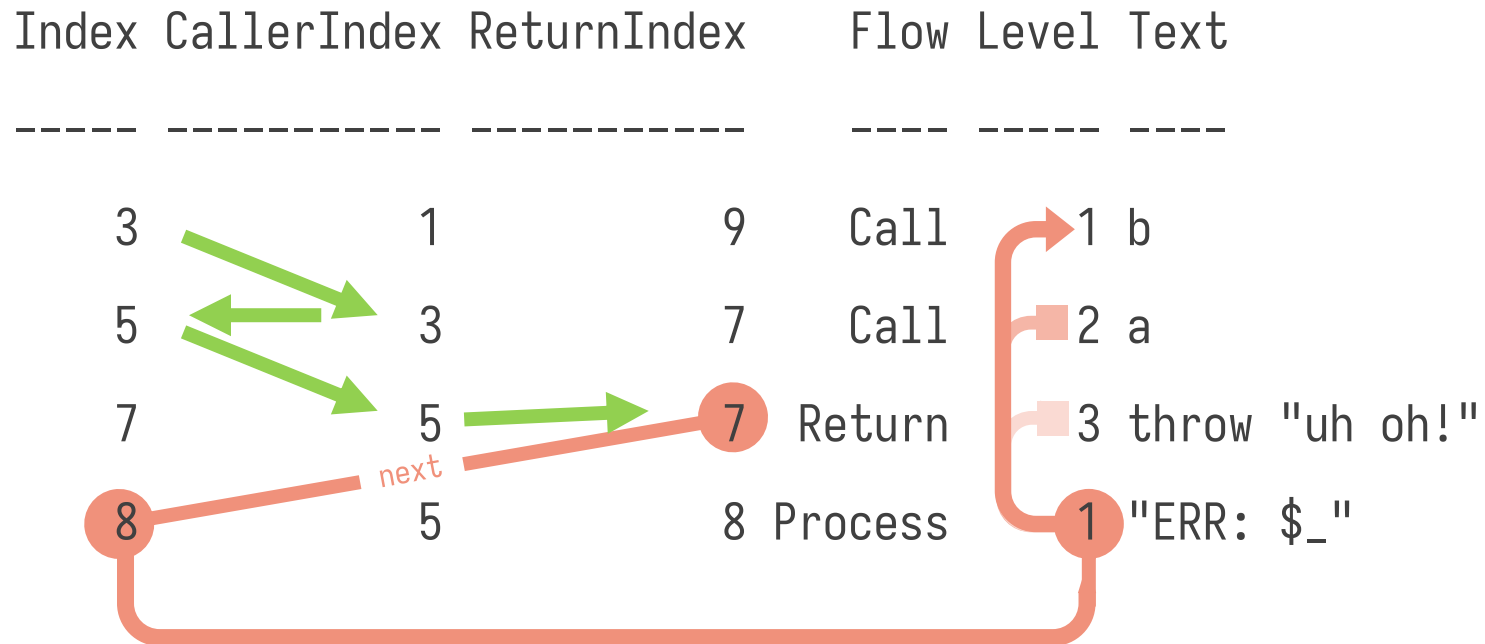 Index CallerIndex ReturnIndex Flow Level Text
----- ------------ ----------- ---- ----- ----
3 1 9 Call 1 b
5 3 7 Call 2 a
7 5 7 Return 3 throw "uh oh!"
next
8 5 8 Process 1 "ERR: $_"